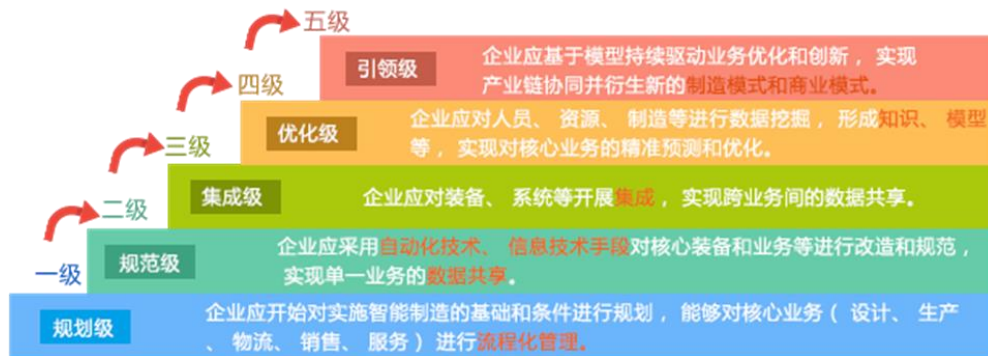 五级
引领级
企业应基于模型持续驱动业务优化和创新，实现
产业链协同并衍生新的制造模式和商业模式。
四级
优化级
企业应对人员、资源、制造等进行数据挖掘，形成知识、模型
等，实现对核心业务的精准预测和优化。
三级
集成级
企业应对装备、系统等开展集成，实现跨业务间的数据共享。
二级
规范级
企业应采用自动化技术、信息技术手段对核心装备和业务等进行改造和规范，
实现单一业务的数据共享。
一级
规划级
企业应开始对实施智能制造的基础和条件进行规划，能够对核心业务（设计、生产
、物流、销售、服务）进行流程化管理。